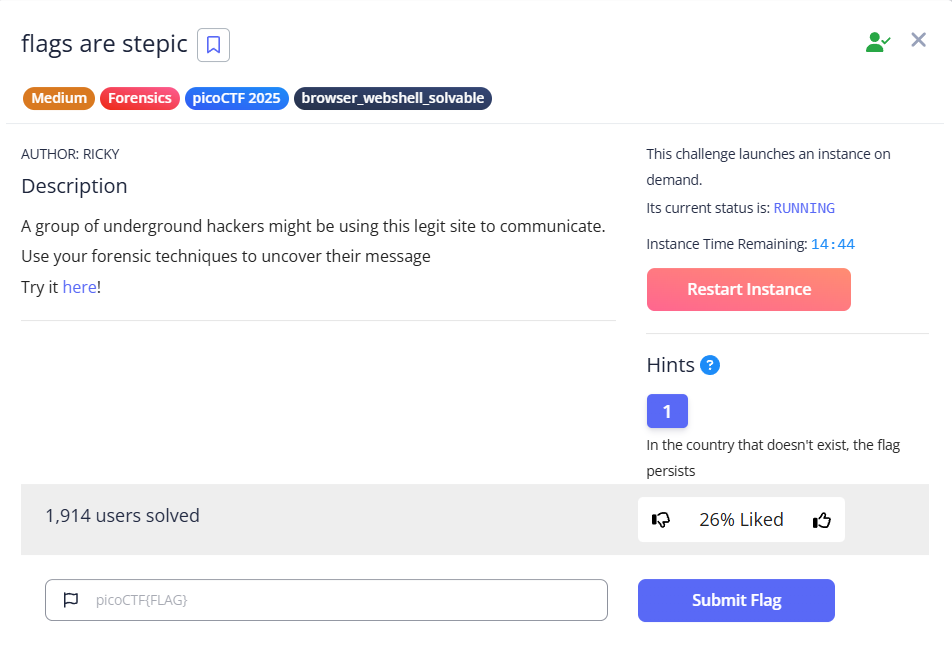 flags are stepic
Medium Forensics picoCTF 2025 browser_webshell_solvable
AUTHOR: RICKY
Description
A group of underground hackers might be using this legit site to communicate.
Use your forensic techniques to uncover their message
Try it here!
This challenge launches an instance on
demand.
Its current status is: RUNNING
Instance Time Remaining: 14:44
Restart Instance
Hints ?
1
In the country that doesn't exist, the flag
persists
1,914 users solved
26% Liked
picoCTF{FLAG}
Submit Flag